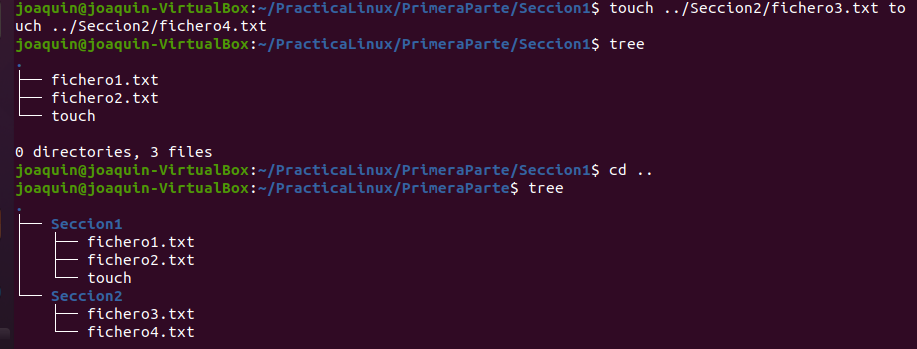 joaquin@joaquin-VirtualBox:~/PracticaLinux/PrimeraParte/Seccion1$ touch ../Seccion2/fichero3.txt to
uch ../Seccion2/fichero4.txt
joaquin@joaquin-VirtualBox:~/PracticaLinux/PrimeraParte/Seccion1$ tree
.
├── fichero1.txt
├── fichero2.txt
└── touch
0 directories, 3 files
joaquin@joaquin-VirtualBox:~/PracticaLinux/PrimeraParte/Seccion1$ cd ..
joaquin@joaquin-VirtualBox:~/PracticaLinux/PrimeraParte$ tree
.
├── Seccion1
│   ├── fichero1.txt
│   ├── fichero2.txt
│   └── touch
└── Seccion2
    ├── fichero3.txt
    └── fichero4.txt